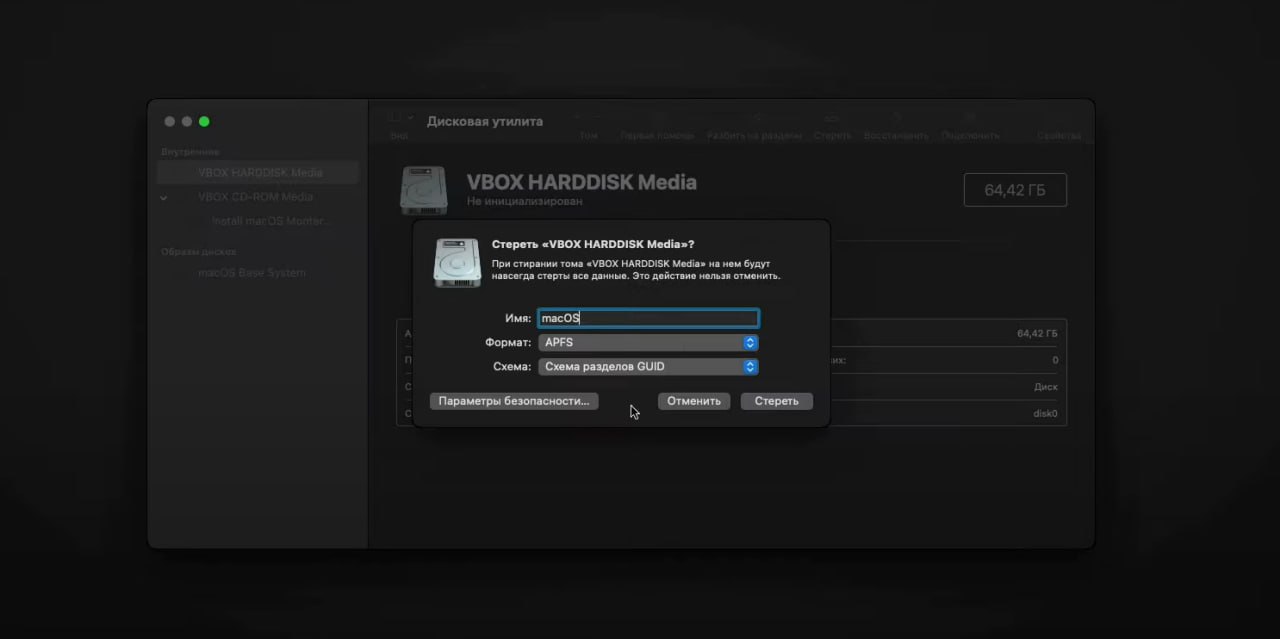 Дисковая утилита
Вид
Том
Первая помощь
Разбить на разделы
Стереть
Восстановить
Подключить
Свойства
Внутренние
VBOX HARDDISK Media
VBOX CD-ROM Media
Install macOS Monter...
Образы дисков
macOS Base System
VBOX HARDDISK Media
Не инициализирован
64,42 ГБ
Стереть «VBOX HARDDISK Media»?
При стирании тома «VBOX HARDDISK Media» на нем будут
навсегда стерты все данные. Это действие нельзя отменить.
Имя: macOS
Формат: APFS
Схема: Схема разделов GUID
Параметры безопасности...
Отменить
Стереть
64,42 ГБ
0
Диск
disk0